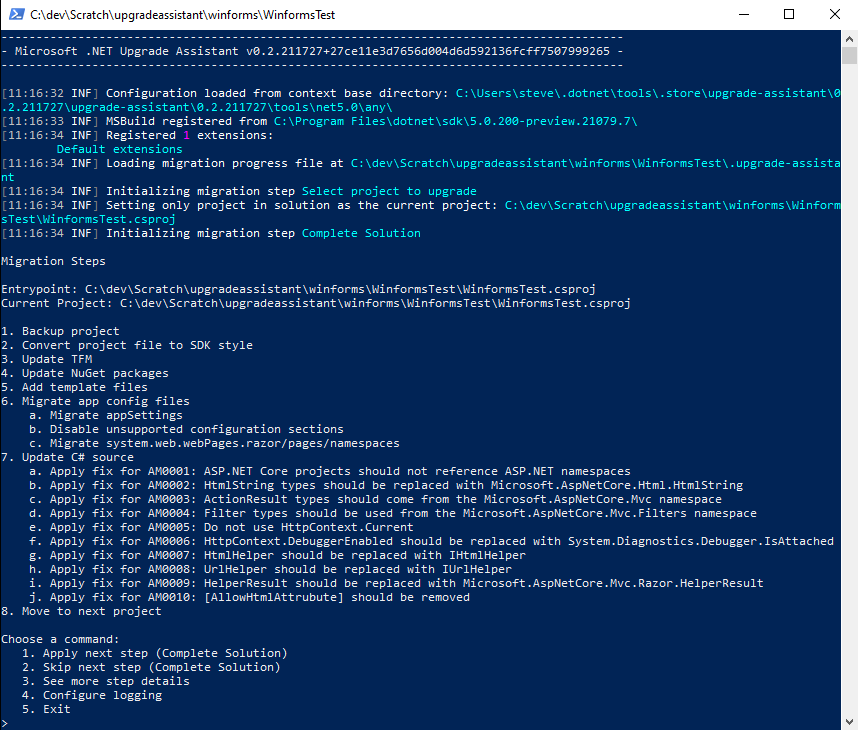 C:\dev\Scratch\upgradeassistant\winforms\WinformsTest
-----------------------------------------------------------------------------------------
- Microsoft .NET Upgrade Assistant v0.2.211727+27ce11e3d7656d004d6d592136fcff7507999265 -
-----------------------------------------------------------------------------------------
[11:16:32 INF] Configuration loaded from context base directory: C:\Users\steve\.dotnet\tools\.store\upgrade-assistant\0
.2.211727\upgrade-assistant\0.2.211727\tools\net5.0\any\
[11:16:33 INF] MSBuild registered from C:\Program Files\dotnet\sdk\5.0.200-preview.21079.7\
[11:16:34 INF] Registered 1 extensions:
        Default extensions
[11:16:34 INF] Loading migration progress file at C:\dev\Scratch\upgradeassistant\winforms\WinformsTest\.upgrade-assista
nt
[11:16:34 INF] Initializing migration step Select project to upgrade
[11:16:34 INF] Setting only project in solution as the current project: C:\dev\Scratch\upgradeassistant\winforms\Winform
sTest\WinformsTest.csproj
[11:16:34 INF] Initializing migration step Complete Solution
Migration Steps
Entrypoint: C:\dev\Scratch\upgradeassistant\winforms\WinformsTest\WinformsTest.csproj
Current Project: C:\dev\Scratch\upgradeassistant\winforms\WinformsTest\WinformsTest.csproj
1. Backup project
2. Convert project file to SDK style
3. Update TFM
4. Update NuGet packages
5. Add template files
6. Migrate app config files
    a. Migrate appSettings
    b. Disable unsupported configuration sections
    c. Migrate system.web.webPages.razor/pages/namespaces
7. Update C# source
    a. Apply fix for AM0001: ASP.NET Core projects should not reference ASP.NET namespaces
    b. Apply fix for AM0002: HtmlString types should be replaced with Microsoft.AspNetCore.Html.HtmlString
    c. Apply fix for AM0003: ActionResult types should come from the Microsoft.AspNetCore.Mvc namespace
    d. Apply fix for AM0004: Filter types should be used from the Microsoft.AspNetCore.Mvc.Filters namespace
    e. Apply fix for AM0005: Do not use HttpContext.Current
    f. Apply fix for AM0006: HttpContext.DebuggerEnabled should be replaced with System.Diagnostics.Debugger.IsAttached
    g. Apply fix for AM0007: HtmlHelper should be replaced with IHtmlHelper
    h. Apply fix for AM0008: UrlHelper should be replaced with IUrlHelper
    i. Apply fix for AM0009: HelperResult should be replaced with Microsoft.AspNetCore.Mvc.Razor.HelperResult
    j. Apply fix for AM0010: [AllowHtmlAttrubute] should be removed
8. Move to next project
Choose a command:
   1. Apply next step (Complete Solution)
   2. Skip next step (Complete Solution)
   3. See more step details
   4. Configure logging
   5. Exit
>